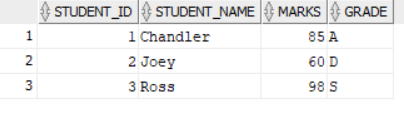 STUDENT_ID STUDENT_NAME MARKS GRADE
1 1 Chandler 85 A
2 2 Joey 60 D
3 3 Ross 98 S